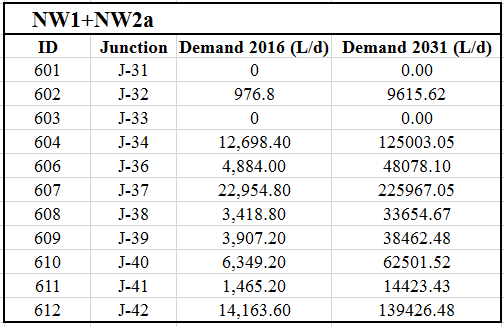 NW1+NW2a
ID Junction Demand 2016 (L/d) Demand 2031 (L/d)
601 J-31 0 0.00
602 J-32 976.8 9615.62
603 J-33 0 0.00
604 J-34 12,698.40 125003.05
606 J-36 4,884.00 48078.10
607 J-37 22,954.80 225967.05
608 J-38 3,418.80 33654.67
609 J-39 3,907.20 38462.48
610 J-40 6,349.20 62501.52
611 J-41 1,465.20 14423.43
612 J-42 14,163.60 139426.48